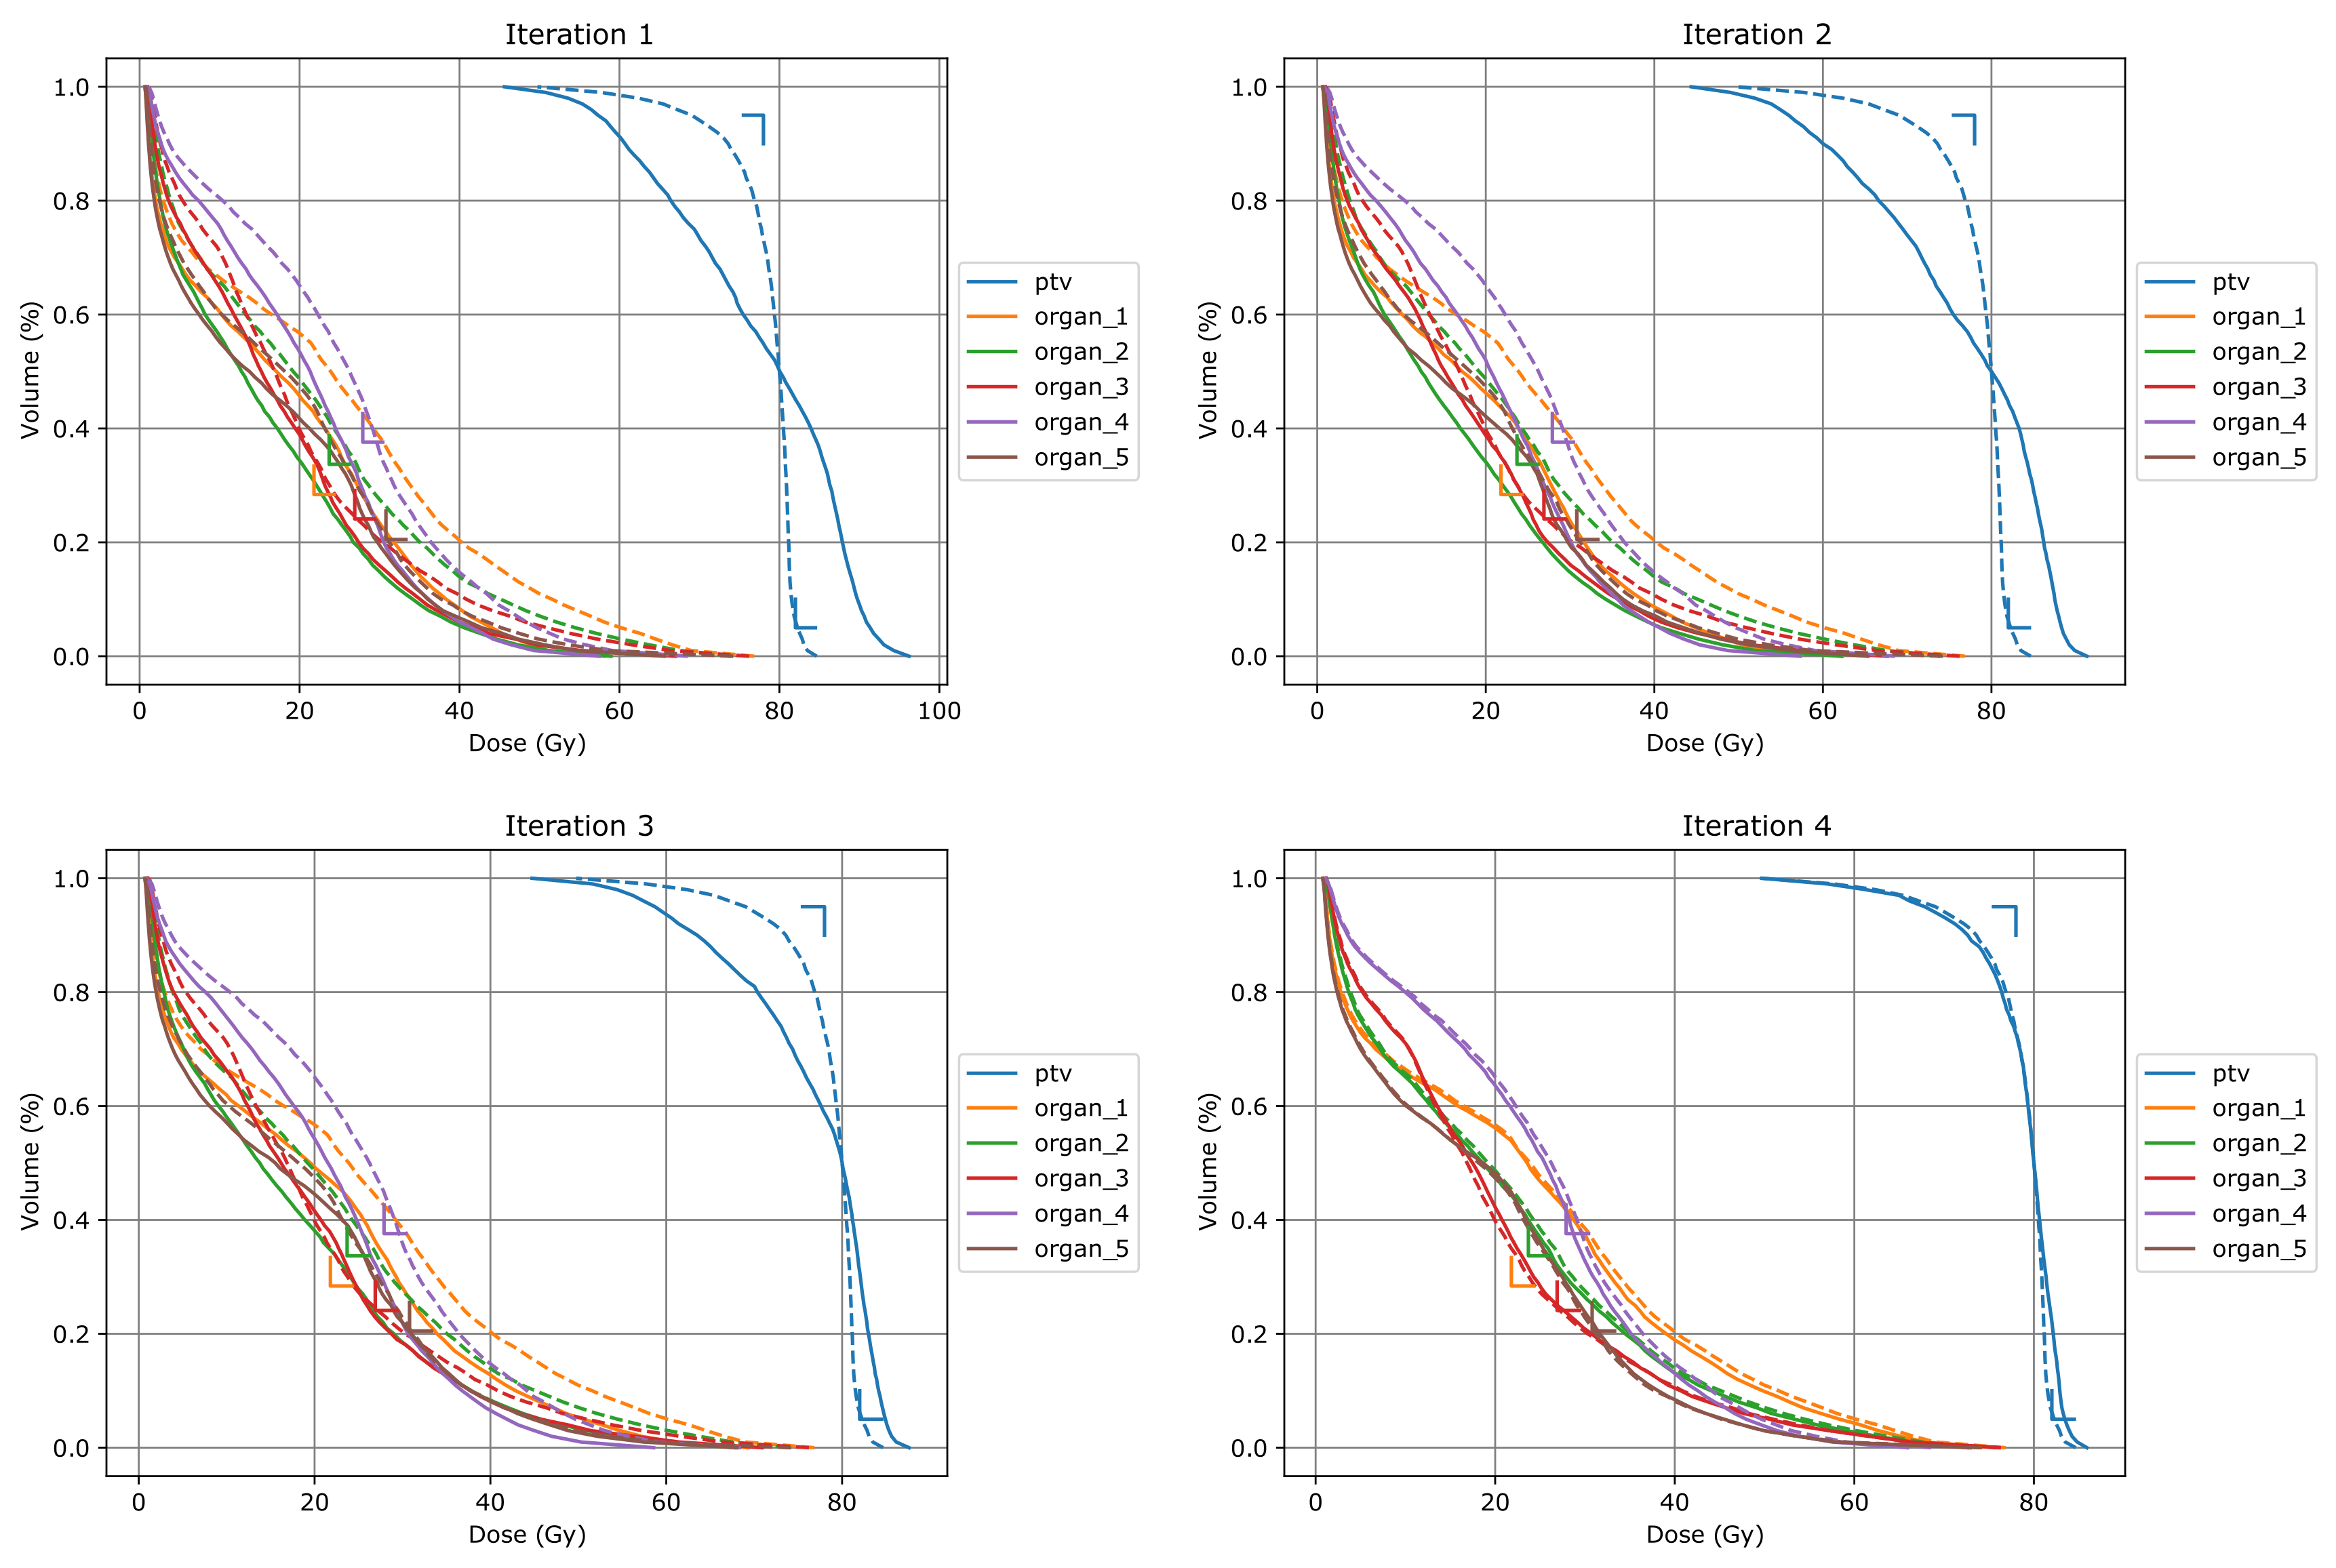 Iteration 1
1.0
0.8
0.6
0.4
0.2
0.0
Volume (%)
0 20 40 60 80 100
Dose (Gy)
ptv
organ_1
organ_2
organ_3
organ_4
organ_5
Iteration 2
1.0
0.8
0.6
0.4
0.2
0.0
Volume (%)
0 20 40 60 80
Dose (Gy)
ptv
organ_1
organ_2
organ_3
organ_4
organ_5
Iteration 3
1.0
0.8
0.6
0.4
0.2
0.0
Volume (%)
0 20 40 60 80
Dose (Gy)
ptv
organ_1
organ_2
organ_3
organ_4
organ_5
Iteration 4
1.0
0.8
0.6
0.4
0.2
0.0
Volume (%)
0 20 40 60 80
Dose (Gy)
ptv
organ_1
organ_2
organ_3
organ_4
organ_5